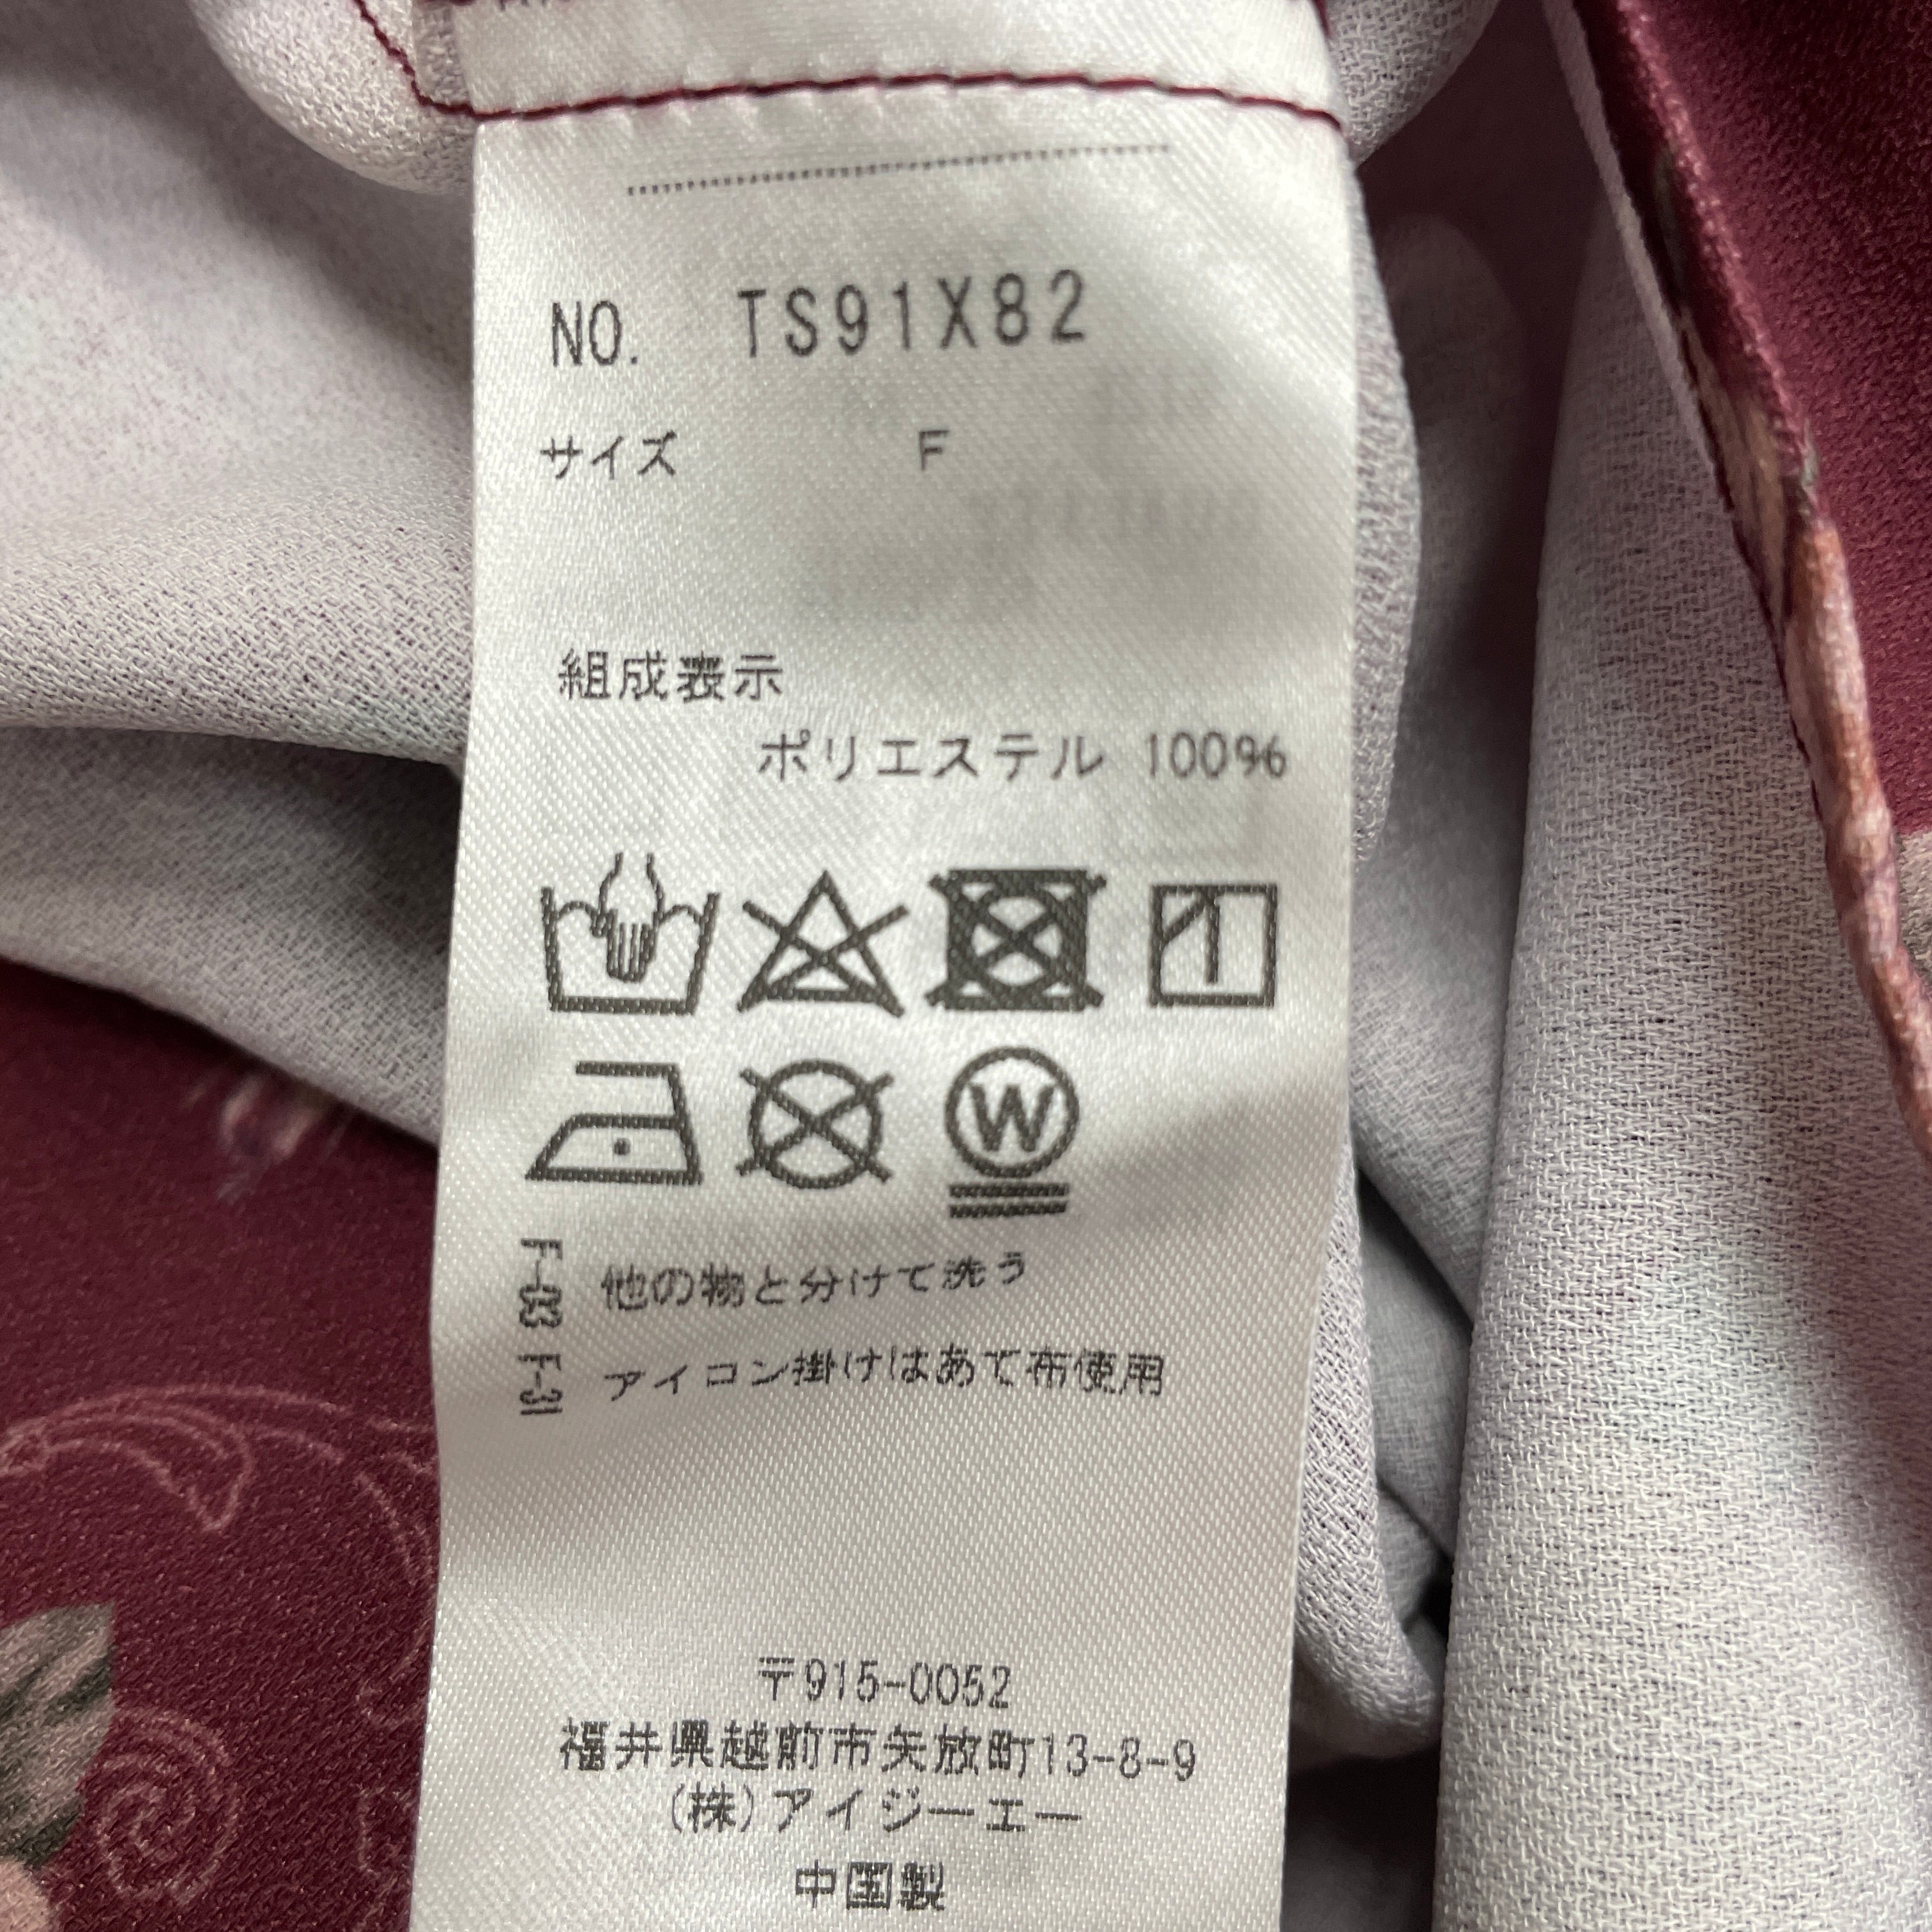 NO. TS91X82
サイズ F
組成表示
ポリエステル 100%
W
F-03 他の物と分けて洗う
F-31 アイコン掛けはあて布使用
〒915-0052
福井県越前市矢放町13-8-9
(株)アイジーエー
中国製